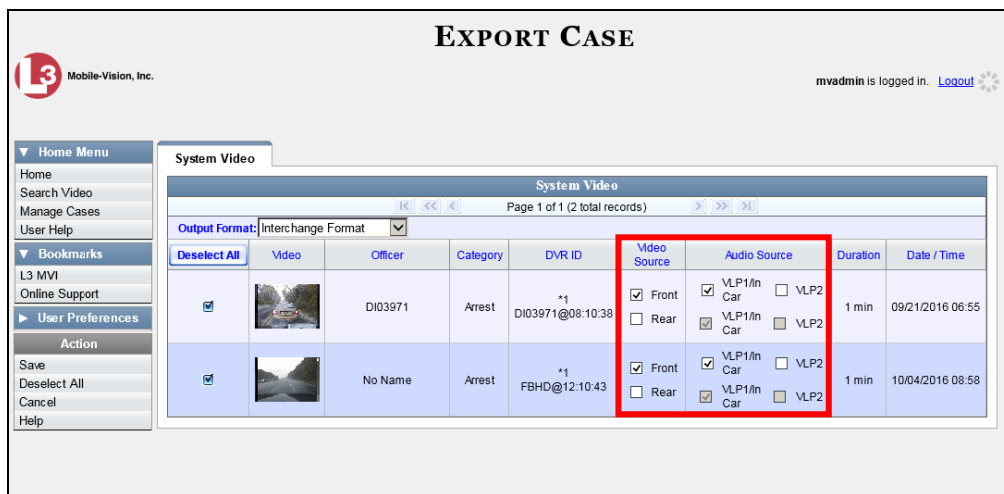 EXPORT CASE
L3 Mobile-Vision, Inc.
mvadmin is logged in. Logout
▼ Home Menu
Home
Search Video
Manage Cases
User Help
▼ Bookmarks
L3 MVI
Online Support
▶ User Preferences
Action
Save
Deselect All
Cancel
Help
System Video
System Video
Page 1 of 1 (2 total records)
Output Format: Interchange Format
Deselect All Video Officer Category DVR ID Video Source Audio Source Duration Date / Time
DI03971 Arrest *1 DI03971@08:10:38 Front VLP1/In Car VLP2 1 min 09/21/2016 06:55
Rear VLP1/In Car VLP2
No Name Arrest *1 FBHD@12:10:43 Front VLP1/In Car VLP2 1 min 10/04/2016 08:58
Rear VLP1/In Car VLP2